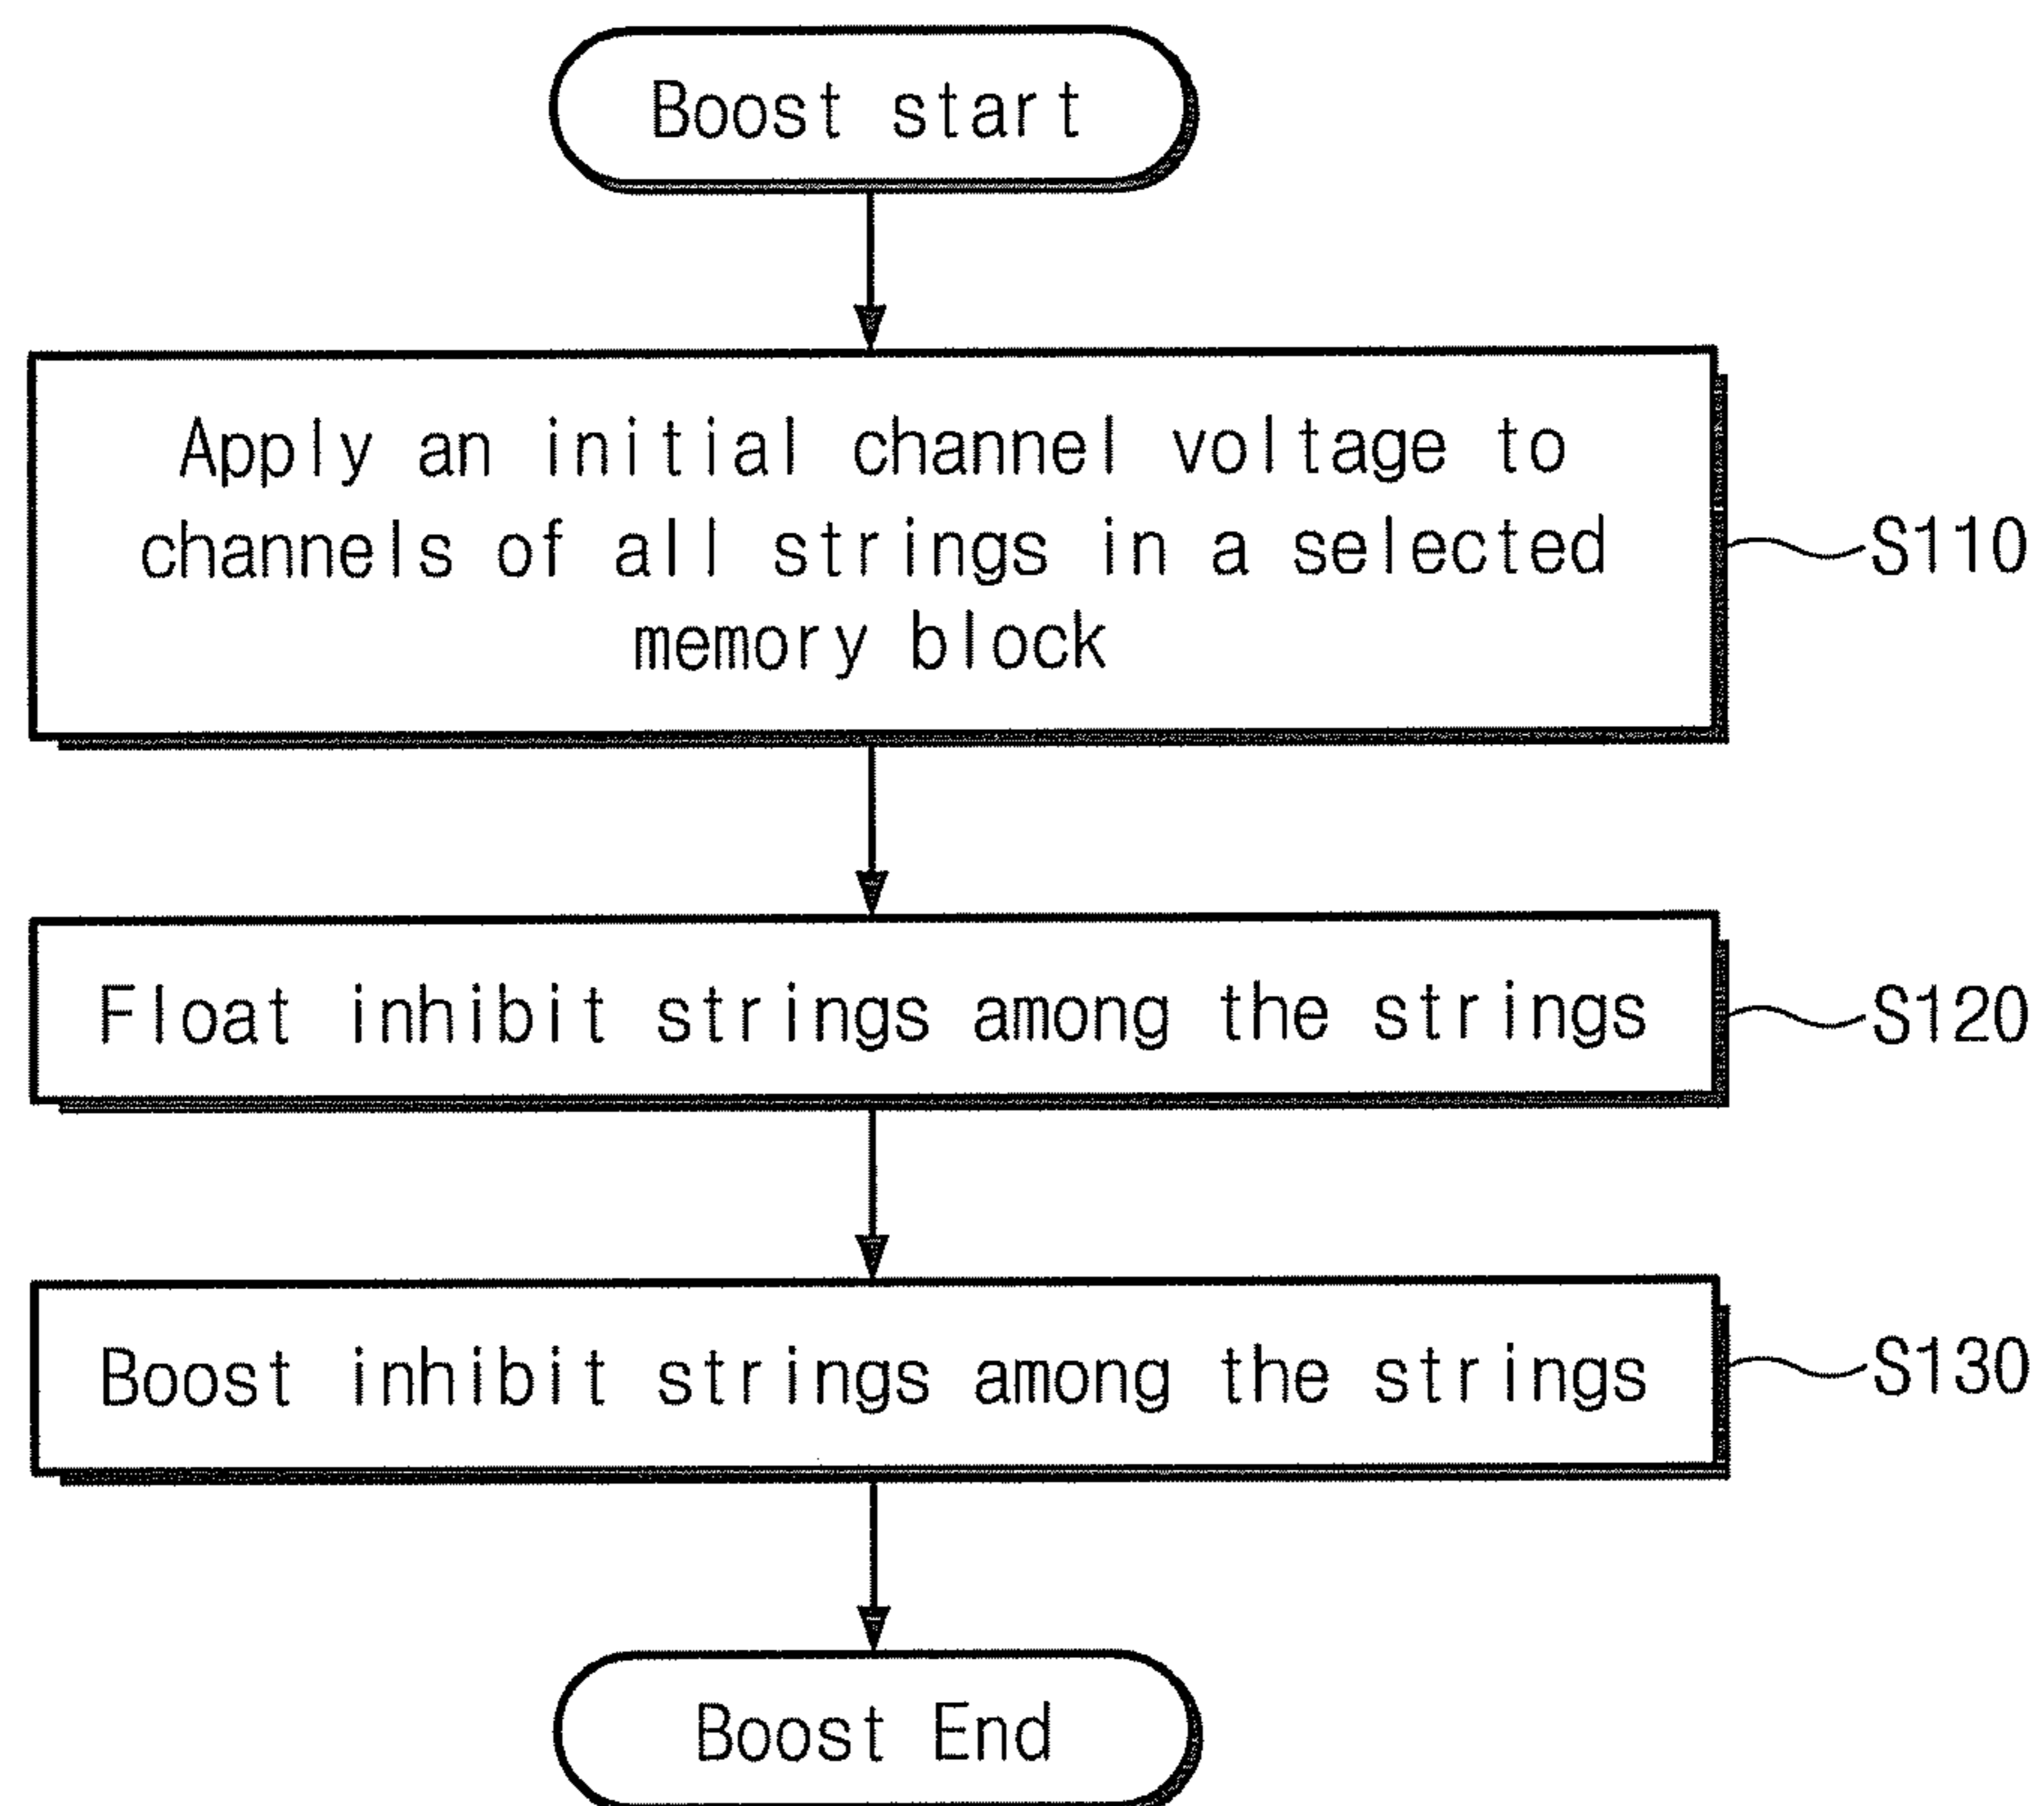 Boost start
Apply an initial channel voltage to
channels of all strings in a selected
memory block
S110
Float inhibit strings among the strings
S120
Boost inhibit strings among the strings
S130
Boost End